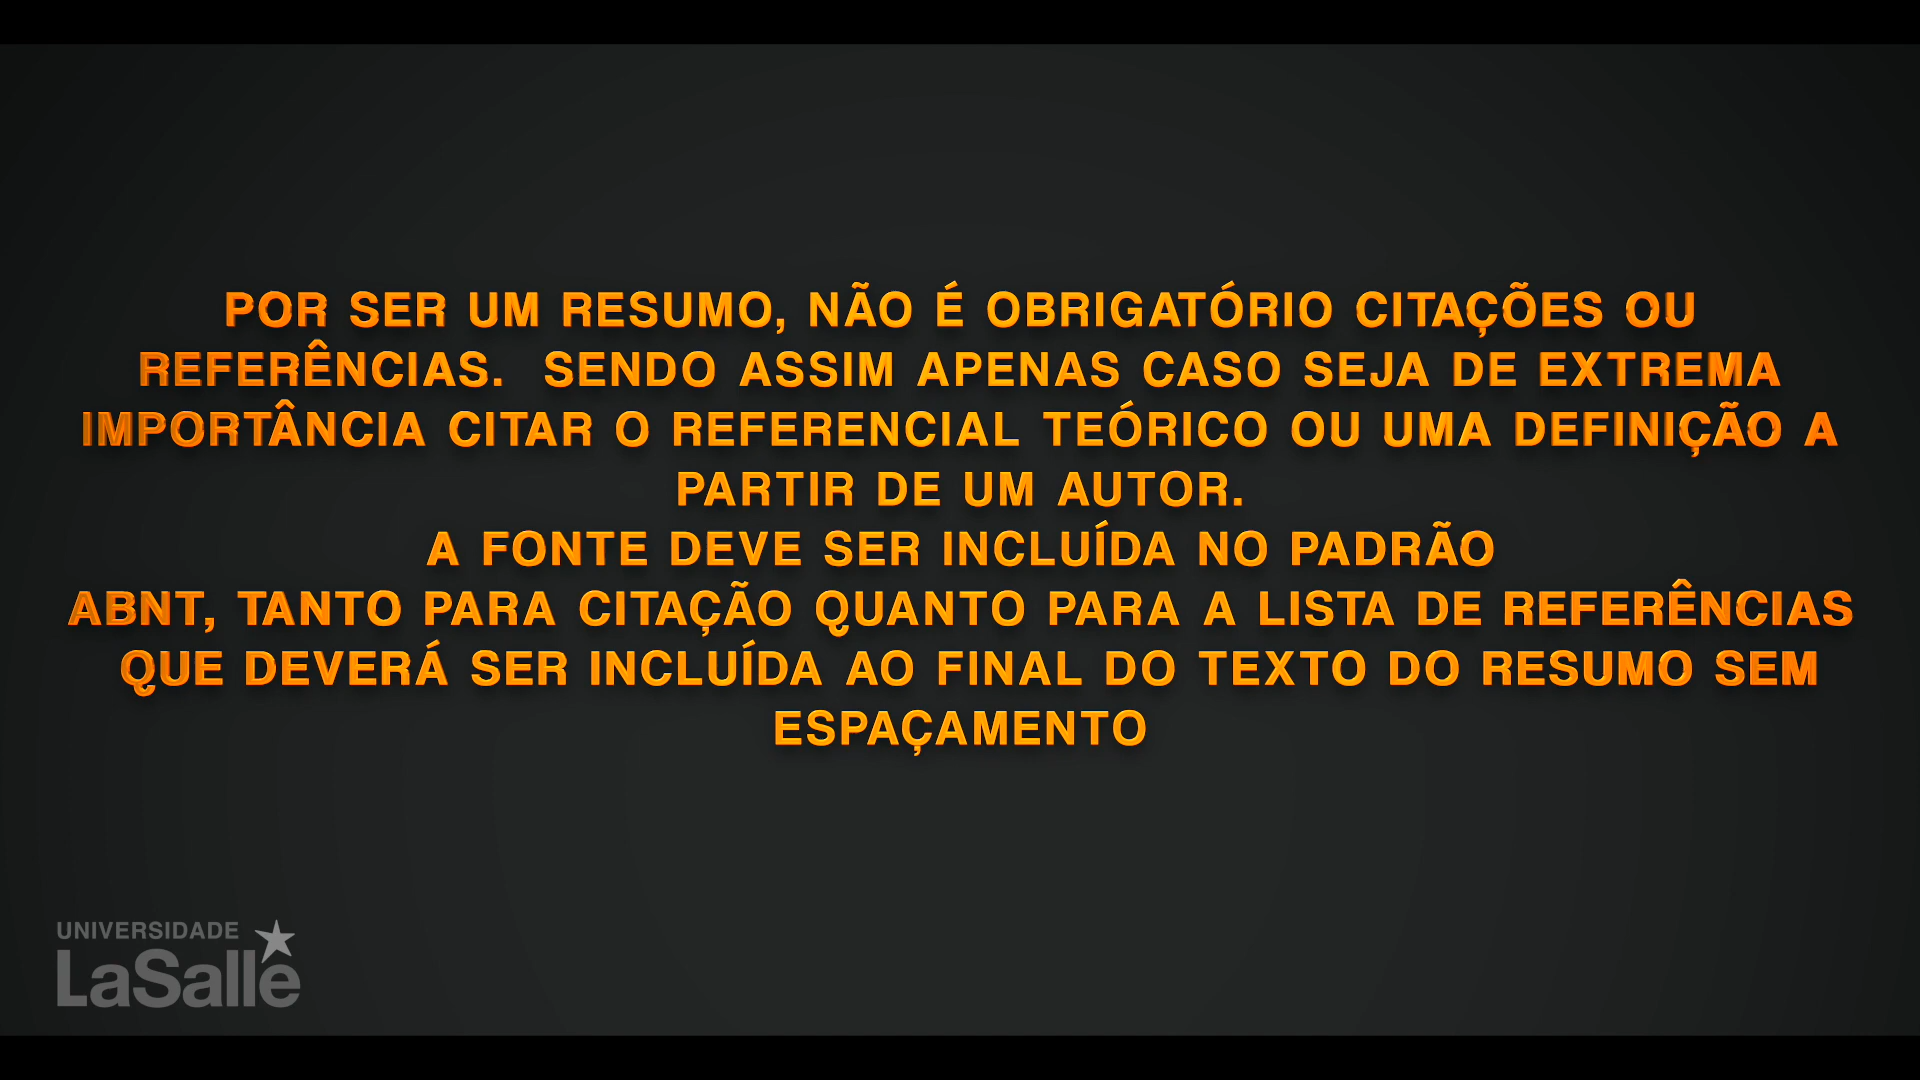 POR SER UM RESUMO, NÃO É OBRIGATÓRIO CITAÇÕES OU
REFERÊNCIAS.  SENDO ASSIM APENAS CASO SEJA DE EXTREMA
IMPORTÂNCIA CITAR O REFERENCIAL TEÓRICO OU UMA DEFINIÇÃO A
PARTIR DE UM AUTOR.
A FONTE DEVE SER INCLUÍDA NO PADRÃO
ABNT, TANTO PARA CITAÇÃO QUANTO PARA A LISTA DE REFERÊNCIAS
QUE DEVERÁ SER INCLUÍDA AO FINAL DO TEXTO DO RESUMO SEM
ESPAÇAMENTO
UNIVERSIDADE
LaSalle